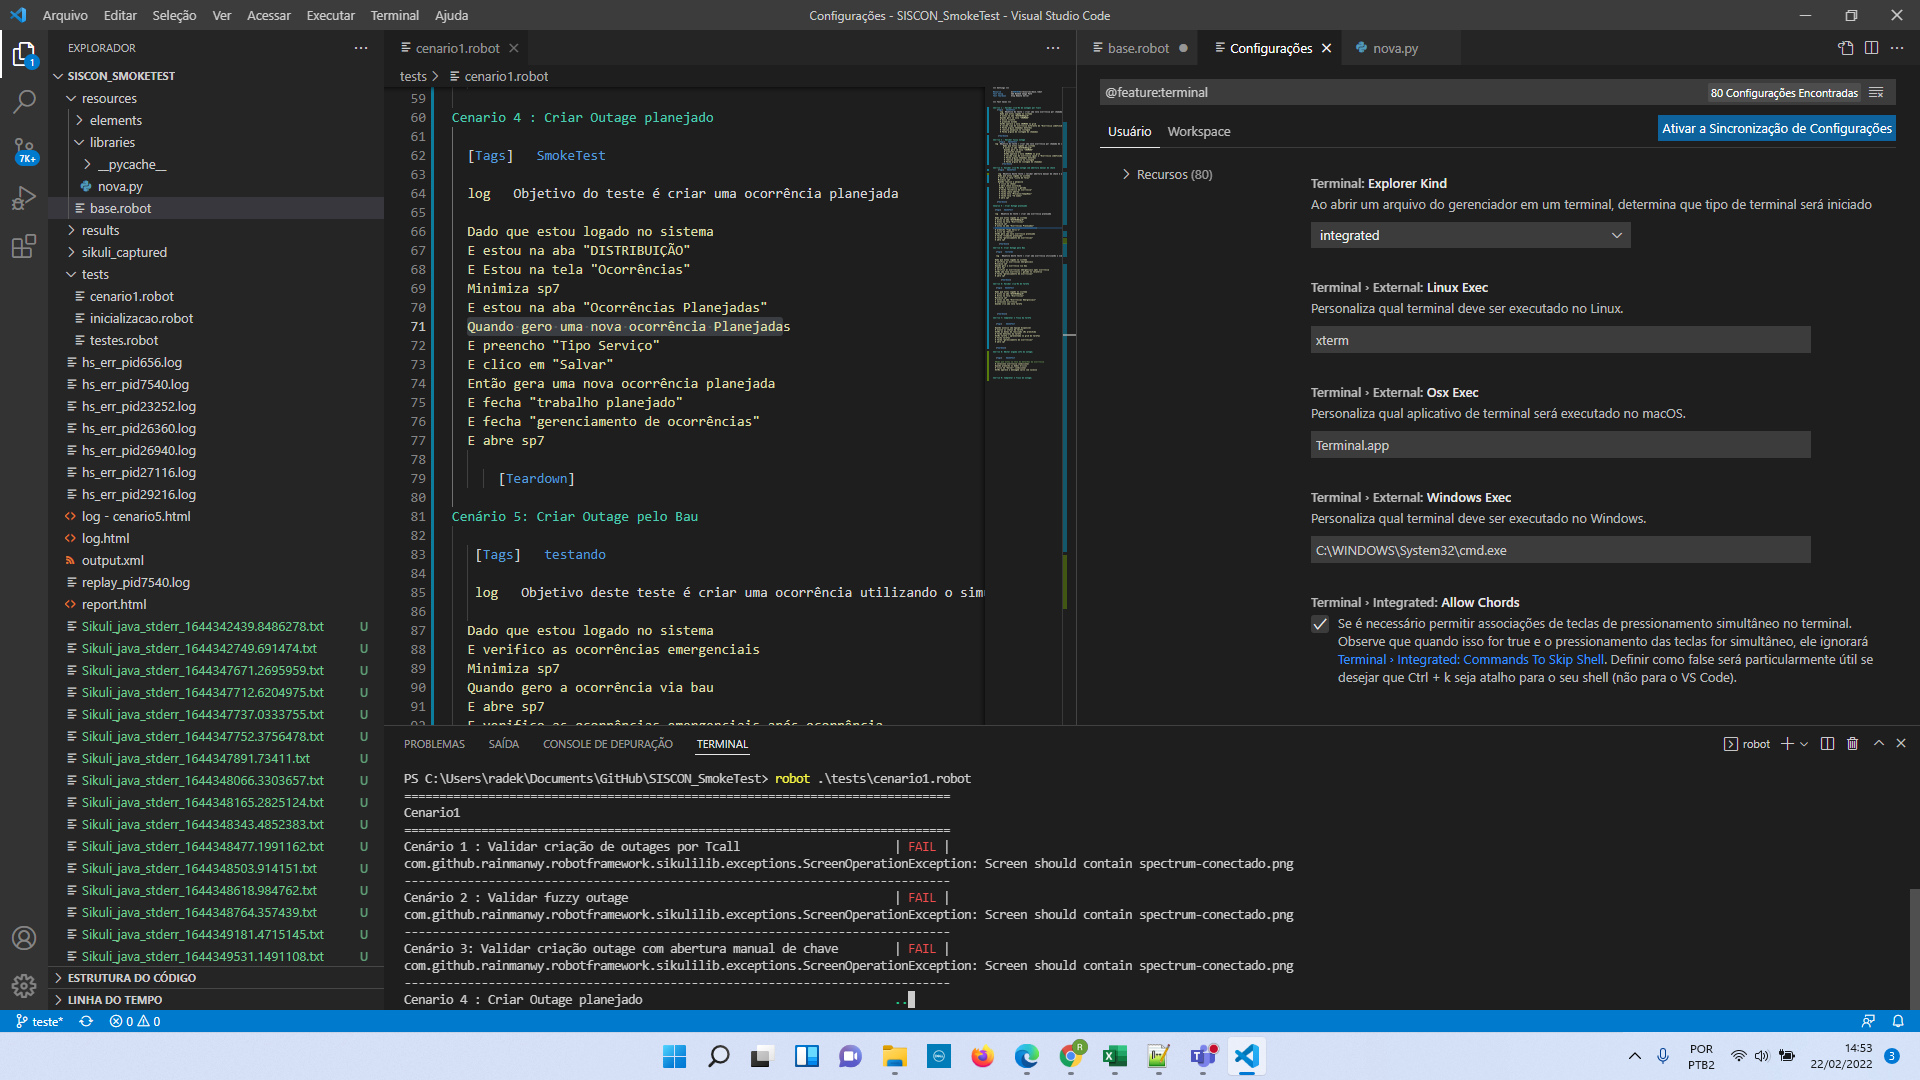 Arquivo Editar Seleção Ver Acessar Executar Terminal Ajuda
Configurações - SISCON_SmokeTest - Visual Studio Code
EXPLORADOR
SISCON_SMOKETEST
resources
elements
libraries
__pycache__
nova.py
base.robot
results
sikuli_captured
tests
cenario1.robot
inicializacao.robot
testes.robot
hs_err_pid656.log
hs_err_pid7540.log
hs_err_pid23252.log
hs_err_pid26360.log
hs_err_pid26940.log
hs_err_pid27116.log
hs_err_pid29216.log
log - cenario5.html
log.html
output.xml
replay_pid7540.log
report.html
Sikuli_java_stderr_1644342439.8486278.txt U
Sikuli_java_stderr_1644342749.691474.txt U
Sikuli_java_stderr_1644347671.2695959.txt U
Sikuli_java_stderr_1644347712.6204975.txt U
Sikuli_java_stderr_1644347737.0333755.txt U
Sikuli_java_stderr_1644347752.3756478.txt U
Sikuli_java_stderr_1644347891.73411.txt U
Sikuli_java_stderr_1644348066.3303657.txt U
Sikuli_java_stderr_1644348165.2825124.txt U
Sikuli_java_stderr_1644348343.4852383.txt U
Sikuli_java_stderr_1644348477.1991162.txt U
Sikuli_java_stderr_1644348503.914151.txt U
Sikuli_java_stderr_1644348618.984762.txt U
Sikuli_java_stderr_1644348764.357439.txt U
Sikuli_java_stderr_1644349181.4715145.txt U
Sikuli_java_stderr_1644349531.1491108.txt U
ESTRUTURA DO CÓDIGO
LINHA DO TEMPO
1
7K+
cenario1.robot
tests > cenario1.robot
59
60 Cenario 4 : Criar Outage planejado
61
62 [Tags] SmokeTest
63
64 log Objetivo do teste é criar uma ocorrência planejada
65
66 Dado que estou logado no sistema
67 E estou na aba "DISTRIBUIÇÃO"
68 E Estou na tela "Ocorrências"
69 Minimiza sp7
70 E estou na aba "Ocorrências Planejadas"
71 Quando gero uma nova ocorrência Planejadas
72 E preencho "Tipo Serviço"
73 E clico em "Salvar"
74 Então gera uma nova ocorrência planejada
75 E fecha "trabalho planejado"
76 E fecha "gerenciamento de ocorrências"
77 E abre sp7
78
79 [Teardown]
80
81 Cenário 5: Criar Outage pelo Bau
82
83 [Tags] testando
84
85 log Objetivo deste teste é criar uma ocorrência utilizando o sim
86
87 Dado que estou logado no sistema
88 E verifico as ocorrências emergenciais
89 Minimiza sp7
90 Quando gero a ocorrência via bau
91 E abre sp7
92 E verifico as ocorrências emergenciais após ocorrência
base.robot
Configurações
nova.py
@feature:terminal
80 Configurações Encontradas
Usuário Workspace
Ativar a Sincronização de Configurações
Recursos (80)
Terminal: Explorer Kind
Ao abrir um arquivo do gerenciador em um terminal, determina que tipo de terminal será iniciado
integrated
Terminal › External: Linux Exec
Personaliza qual terminal deve ser executado no Linux.
xterm
Terminal › External: Osx Exec
Personaliza qual aplicativo de terminal será executado no macOS.
Terminal.app
Terminal › External: Windows Exec
Personaliza qual terminal deve ser executado no Windows.
C:\WINDOWS\System32\cmd.exe
Terminal › Integrated: Allow Chords
Se é necessário permitir associações de teclas de pressionamento simultâneo no terminal.
Observe que quando isso for true e o pressionamento das teclas for simultâneo, ele ignorará
Terminal › Integrated: Commands To Skip Shell. Definir como false será particularmente útil se
desejar que Ctrl + k seja atalho para o seu shell (não para o VS Code).
PROBLEMAS SAÍDA CONSOLE DE DEPURAÇÃO TERMINAL
robot
PS C:\Users\radek\Documents\GitHub\SISCON_SmokeTest> robot .\tests\cenario1.robot
==============================================================================
Cenario1
==============================================================================
Cenário 1 : Validar criação de outages por Tcall | FAIL |
com.github.rainmanwy.robotframework.sikulilib.exceptions.ScreenOperationException: Screen should contain spectrum-conectado.png
------------------------------------------------------------------------------
Cenário 2 : Validar fuzzy outage | FAIL |
com.github.rainmanwy.robotframework.sikulilib.exceptions.ScreenOperationException: Screen should contain spectrum-conectado.png
------------------------------------------------------------------------------
Cenário 3: Validar criação outage com abertura manual de chave | FAIL |
com.github.rainmanwy.robotframework.sikulilib.exceptions.ScreenOperationException: Screen should contain spectrum-conectado.png
------------------------------------------------------------------------------
Cenario 4 : Criar Outage planejado ..
teste* 0 0
POR
PTB2
14:53
22/02/2022
3